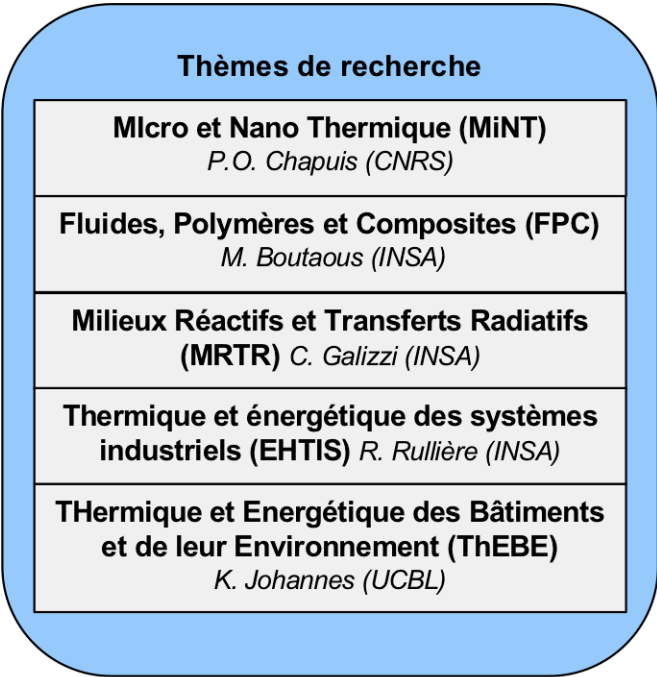 Thèmes de recherche
MIcro et Nano Thermique (MiNT)
P.O. Chapuis (CNRS)
Fluides, Polymères et Composites (FPC)
M. Boutaous (INSA)
Milieux Réactifs et Transferts Radiatifs
(MRTR) C. Galizzi (INSA)
Thermique et énergétique des systèmes
industriels (EHTIS) R. Rullière (INSA)
THermique et Energétique des Bâtiments
et de leur Environnement (ThEBE)
K. Johannes (UCBL)